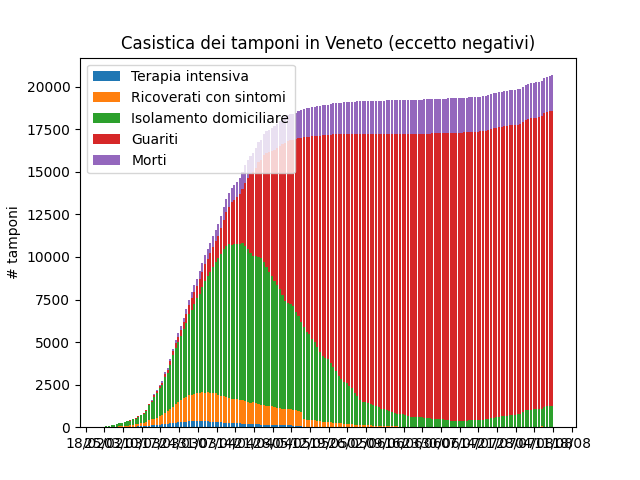 Casistica dei tamponi in Veneto (eccetto negativi)
Terapia intensiva
Ricoverati con sintomi
Isolamento domiciliare
Guariti
Morti
# tamponi
20000
17500
15000
12500
10000
7500
5000
2500
0